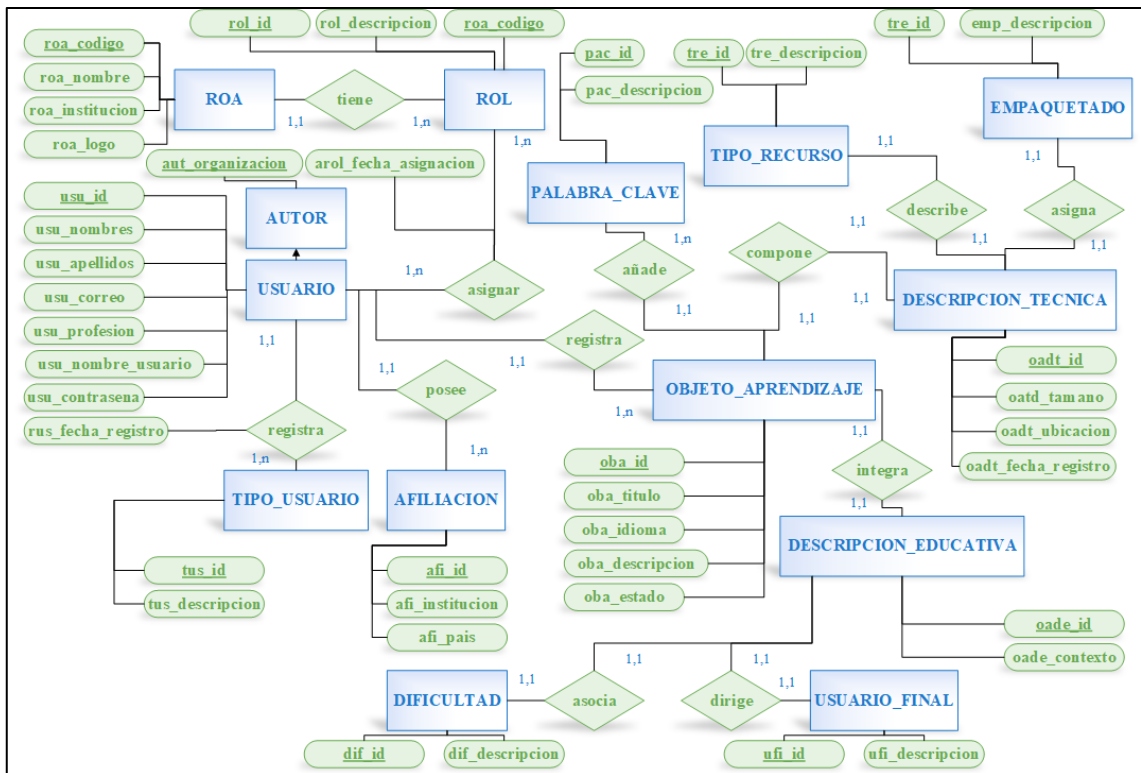 rol_id
rol_descripcion
roa_codigo
tre_id
emp_descripcion
roa_codigo
roa_nombre
roa_institucion
roa_logo
ROA
1,1
tiene
1,n
ROL
1,n
pac_id
pac_descripcion
tre_id
tre_descripcion
TIPO_RECURSO
1,1
EMPAQUETADO
1,1
aut_organizacion
arol_fecha_asignacion
PALABRA_CLAVE
1,n
describe
1,1
asigna
1,1
usu_id
usu_nombres
usu_apellidos
usu_correo
usu_profesion
usu_nombre_usuario
usu_contrasena
rus_fecha_registro
AUTOR
USUARIO
1,1
1,n
asignar
añade
1,1
1,1
compone
1,1
1,1
DESCRIPCION_TECNICA
oadt_id
oatd_tamano
oadt_ubicacion
oadt_fecha_registro
1,1
registra
1,n
OBJETO_APRENDIZAJE
1,1
1,1
posee
1,n
registra
1,n
TIPO_USUARIO
AFILIACION
oba_id
oba_titulo
oba_idioma
oba_descripcion
oba_estado
integra
1,1
DESCRIPCION_EDUCATIVA
tus_id
tus_descripcion
afi_id
afi_institucion
afi_pais
oade_id
oade_contexto
1,1
1,1
DIFICULTAD
1,1
asocia
dirige
1,1
USUARIO_FINAL
dif_id
dif_descripcion
ufi_id
ufi_descripcion